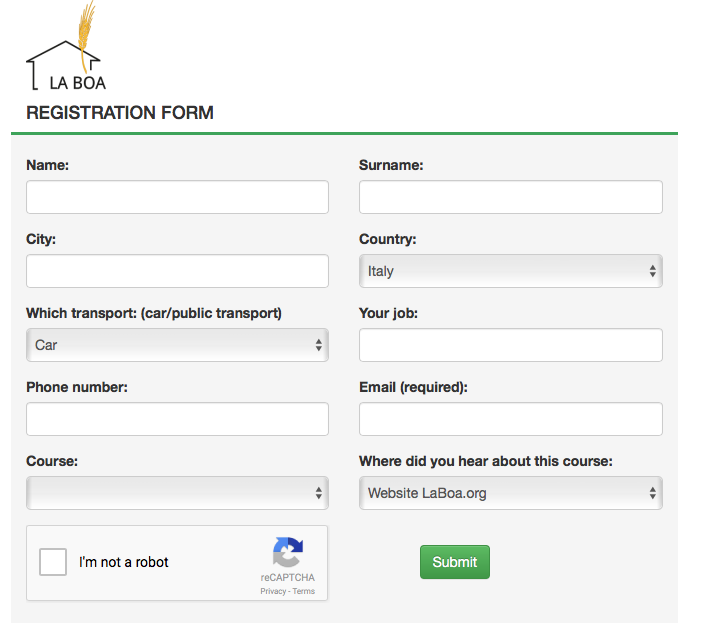 LA BOA
REGISTRATION FORM
Name:
Surname:
City:
Country:
Italy
Which transport: (car/public transport)
Your job:
Car
Phone number:
Email (required):
Course:
Where did you hear about this course:
Website LaBoa.org
I'm not a robot
reCAPTCHA
Privacy - Terms
Submit